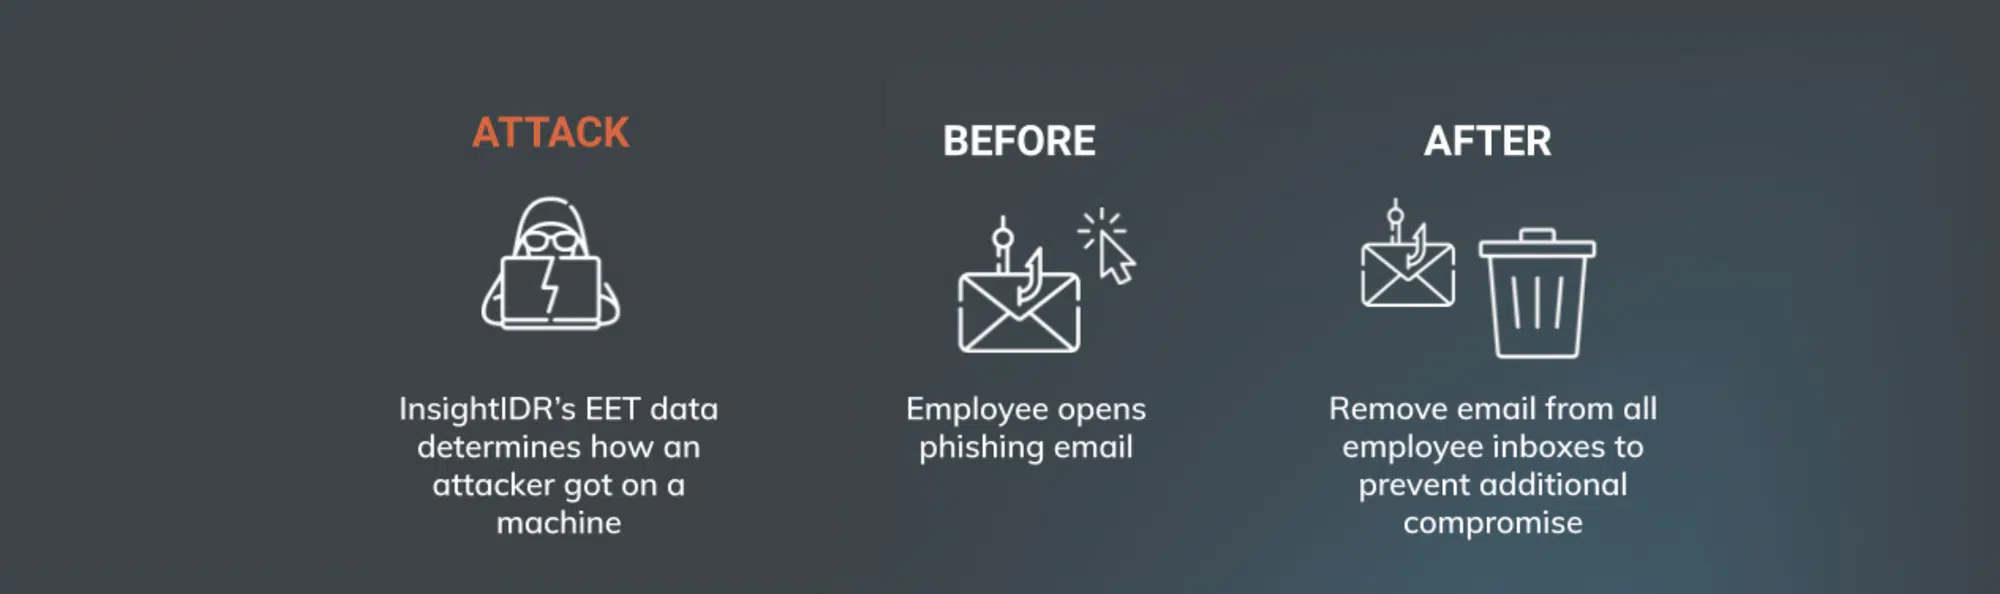 ATTACK
InsightIDR's EET data
determines how an
attacker got on a
machine
BEFORE
Employee opens
phishing email
AFTER
Remove email from all
employee inboxes to
prevent additional
compromise